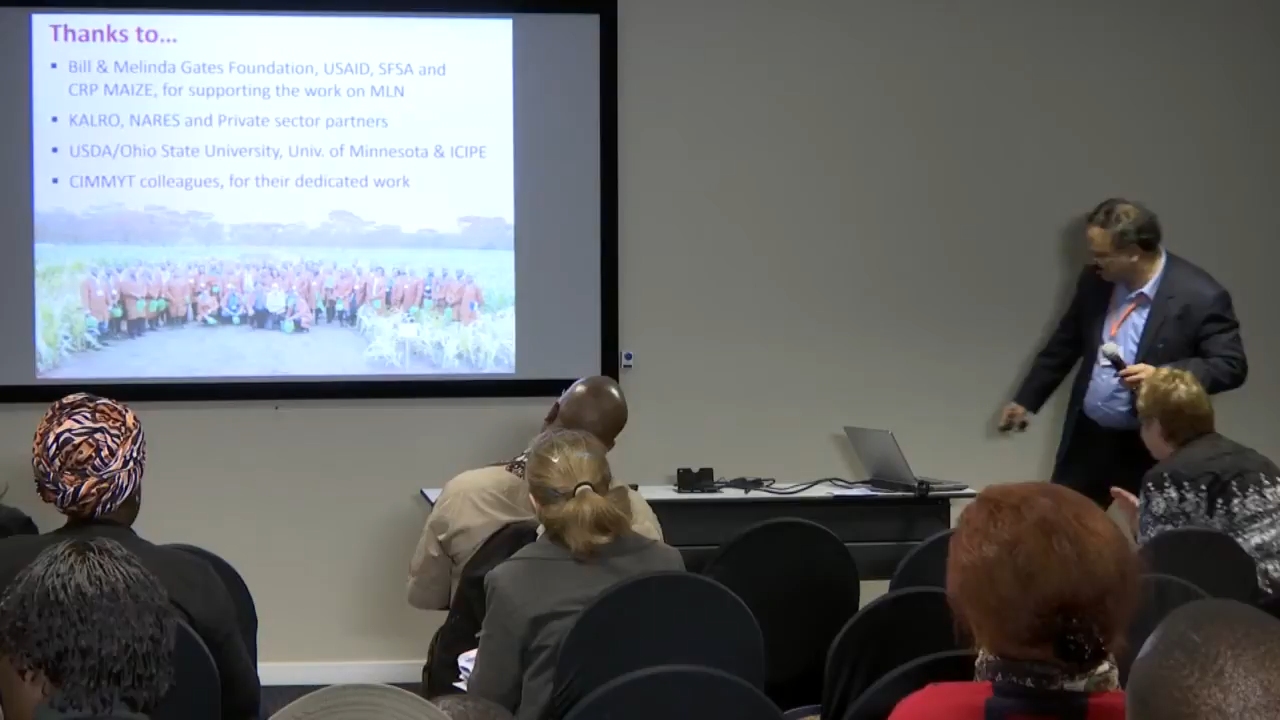 Thanks to...
▪ Bill & Melinda Gates Foundation, USAID, SFSA and
CRP MAIZE, for supporting the work on MLN
▪ KALRO, NARES and Private sector partners
▪ USDA/Ohio State University, Univ. of Minnesota & ICIPE
▪ CIMMYT colleagues, for their dedicated work